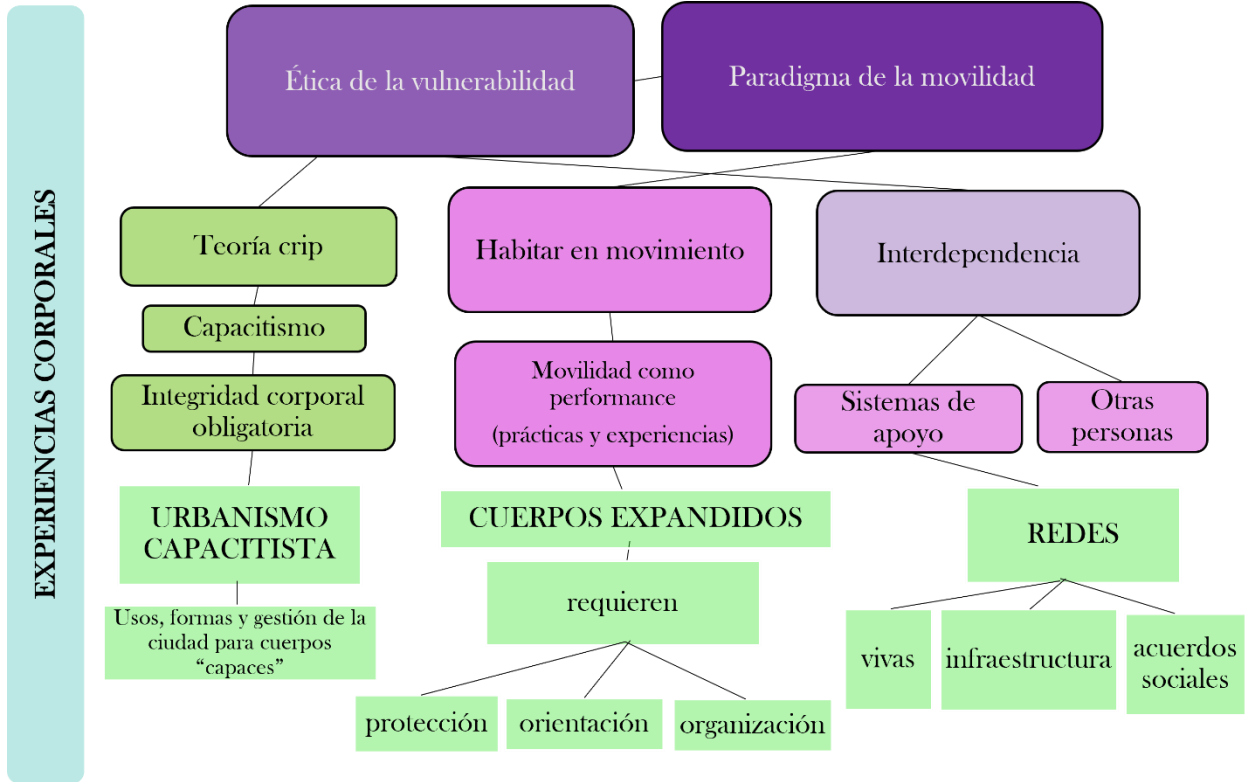 EXPERIENCIAS CORPORALES
Ética de la vulnerabilidad
Paradigma de la movilidad
Teoría crip
Habitar en movimiento
Interdependencia
Capacitismo
Integridad corporal
obligatoria
Movilidad como
performance
(prácticas y experiencias)
Sistemas de
apoyo
Otras
personas
URBANISMO
CAPACITISTA
CUERPOS EXPANDIDOS
REDES
Usos, formas y gestión de la
ciudad para cuerpos
“capaces”
requieren
vivas
infraestructura
acuerdos
sociales
protección
orientación
organización